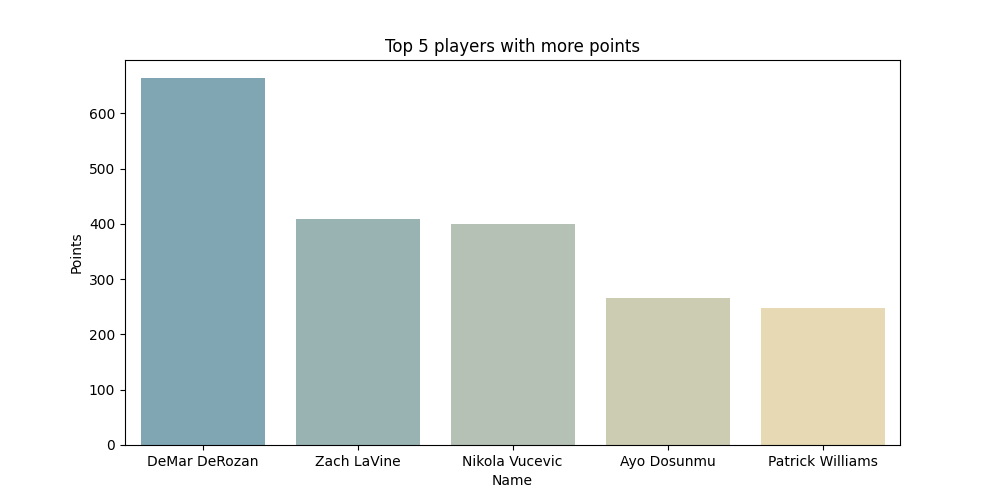 Top 5 players with more points
600
500
400
300
200
100
0
Points
DeMar DeRozan
Zach LaVine
Nikola Vucevic
Ayo Dosunmu
Patrick Williams
Name